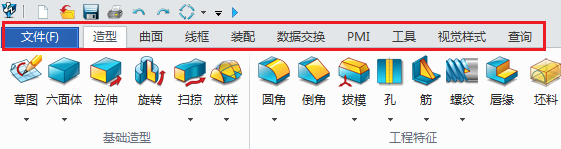 文件(F) 造型 曲面 线框 装配 数据交换 PMI 工具 视觉样式 查询
草图 六面体 拉伸 旋转 扫掠 放样 圆角 倒角 拔模 孔 筋 螺纹 唇缘 坯料
基础造型 工程特征